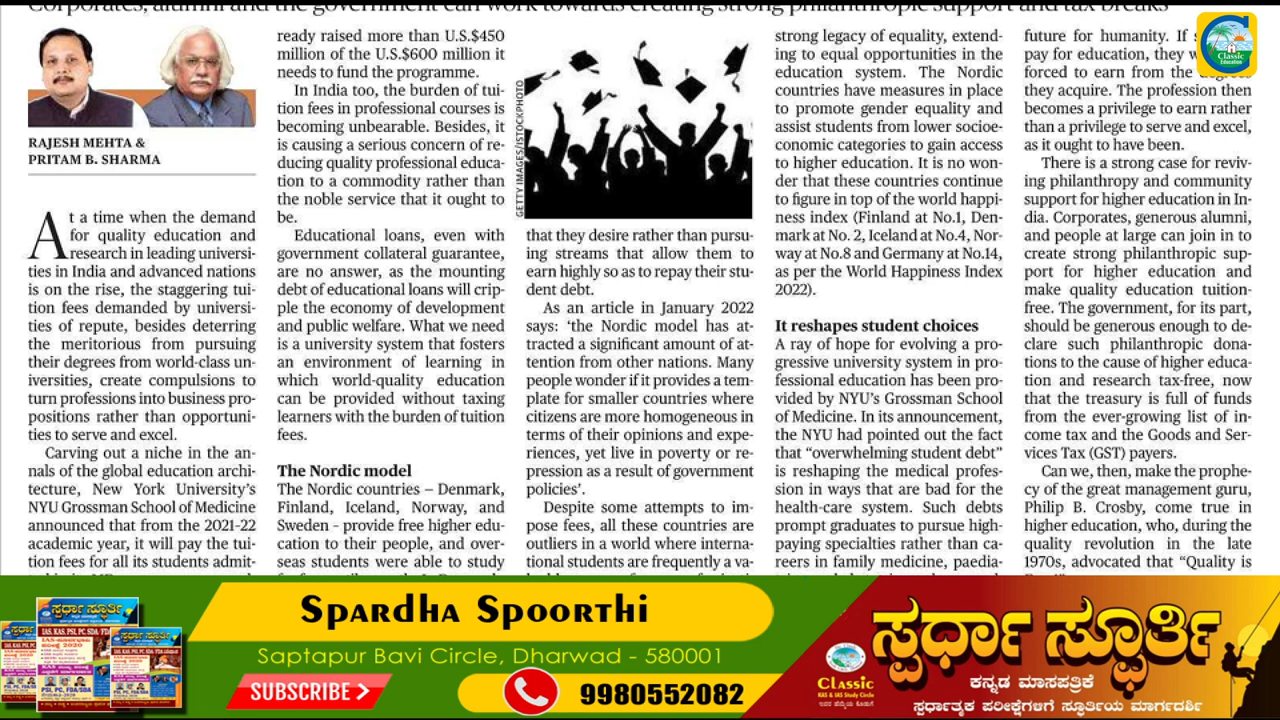 Corporates, alumni and the government can work towards creating strong philanthropic support and tax breaks
RAJESH MEHTA &
PRITAM B. SHARMA
At a time when the demand
for quality education and
research in leading universi-
ties in India and advanced nations
is on the rise, the staggering tui-
tion fees demanded by universi-
ties of repute, besides deterring
the meritorious from pursuing
their degrees from world-class un-
iversities, create compulsions to
turn professions into business pro-
positions rather than opportuni-
ties to serve and excel.
Carving out a niche in the an-
nals of the global education archi-
tecture, New York University's
NYU Grossman School of Medicine
announced that from the 2021-22
academic year, it will pay the tui-
tion fees for all its students admit-
ready raised more than U.S.$450
million of the U.S.$600 million it
needs to fund the programme.
In India too, the burden of tui-
tion fees in professional courses is
becoming unbearable. Besides, it
is causing a serious concern of re-
ducing quality professional educa-
tion to a commodity rather than
the noble service that it ought to
be.
Educational loans, even with
government collateral guarantee,
are no answer, as the mounting
debt of educational loans will crip-
ple the economy of development
and public welfare. What we need
is a university system that fosters
an environment of learning in
which world-quality education
can be provided without taxing
learners with the burden of tuition
fees.
The Nordic model
The Nordic countries – Denmark,
Finland, Iceland, Norway, and
Sweden – provide free higher edu-
cation to their people, and over-
seas students were able to study
GETTY IMAGES/ISTOCKPHOTO
that they desire rather than pursu-
ing streams that allow them to
earn highly so as to repay their stu-
dent debt.
As an article in January 2022
says: 'the Nordic model has at-
tracted a significant amount of at-
tention from other nations. Many
people wonder if it provides a tem-
plate for smaller countries where
citizens are more homogeneous in
terms of their opinions and expe-
riences, yet live in poverty or re-
pression as a result of government
policies'.
Despite some attempts to im-
pose fees, all these countries are
outliers in a world where interna-
tional students are frequently a va-
strong legacy of equality, extend-
ing to equal opportunities in the
education system. The Nordic
countries have measures in place
to promote gender equality and
assist students from lower socioe-
conomic categories to gain access
to higher education. It is no won-
der that these countries continue
to figure in top of the world happi-
ness index (Finland at No.1, Den-
mark at No. 2, Iceland at No.4, Nor-
way at No.8 and Germany at No.14,
as per the World Happiness Index
2022).
It reshapes student choices
A ray of hope for evolving a pro-
gressive university system in pro-
fessional education has been pro-
vided by NYU's Grossman School
of Medicine. In its announcement,
the NYU had pointed out the fact
that "overwhelming student debt"
is reshaping the medical profes-
sion in ways that are bad for the
health-care system. Such debts
prompt graduates to pursue high-
paying specialties rather than ca-
reers in family medicine, paedia-
future for humanity. If
pay for education, they
forced to earn from the
they acquire. The profession then
becomes a privilege to earn rather
than a privilege to serve and excel,
as it ought to have been.
There is a strong case for reviv-
ing philanthropy and community
support for higher education in In-
dia. Corporates, generous alumni,
and people at large can join in to
create strong philanthropic sup-
port for higher education and
make quality education tuition-
free. The government, for its part,
should be generous enough to de-
clare such philanthropic dona-
tions to the cause of higher educa-
tion and research tax-free, now
that the treasury is full of funds
from the ever-growing list of in-
come tax and the Goods and Ser-
vices Tax (GST) payers.
Can we, then, make the prophe-
cy of the great management guru,
Philip B. Crosby, come true in
higher education, who, during the
quality revolution in the late
1970s, advocated that "Quality is
Classic
Education
Spardha Spoorthi
Saptapur Bavi Circle, Dharwad - 580001
SUBSCRIBE
9980552082
ಸ್ಪರ್ಧಾ ಸ್ಫೂರ್ತಿ
ಸ್ಪರ್ಧಾ ಸ್ಫೂರ್ತಿ
Classic
KAS & IAS Study Circle
ಕನ್ನಡ ಮಾಸಪತ್ರಿಕೆ
ಸ್ಪರ್ಧಾತ್ಮಕ ಪರೀಕ್ಷೆಗಳಿಗೆ ಸ್ಫೂರ್ತಿಯ ಮಾರ್ಗದರ್ಶಿ